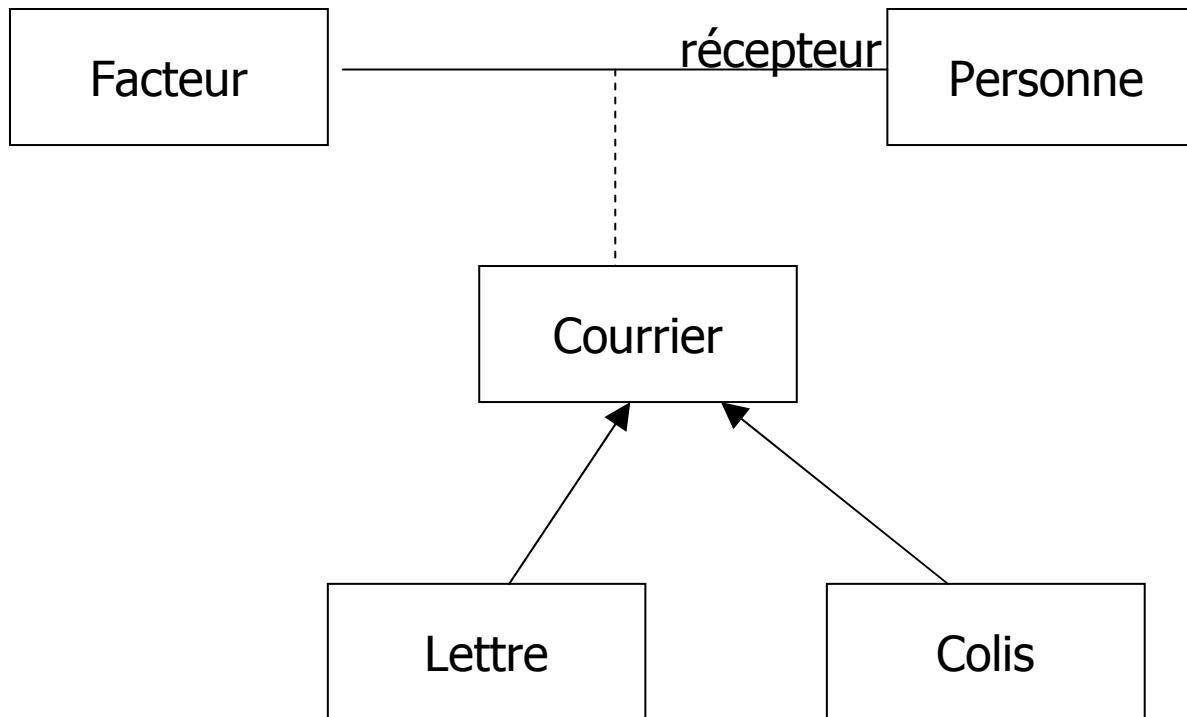 récepteur
Facteur
Personne
Courrier
Lettre
Colis